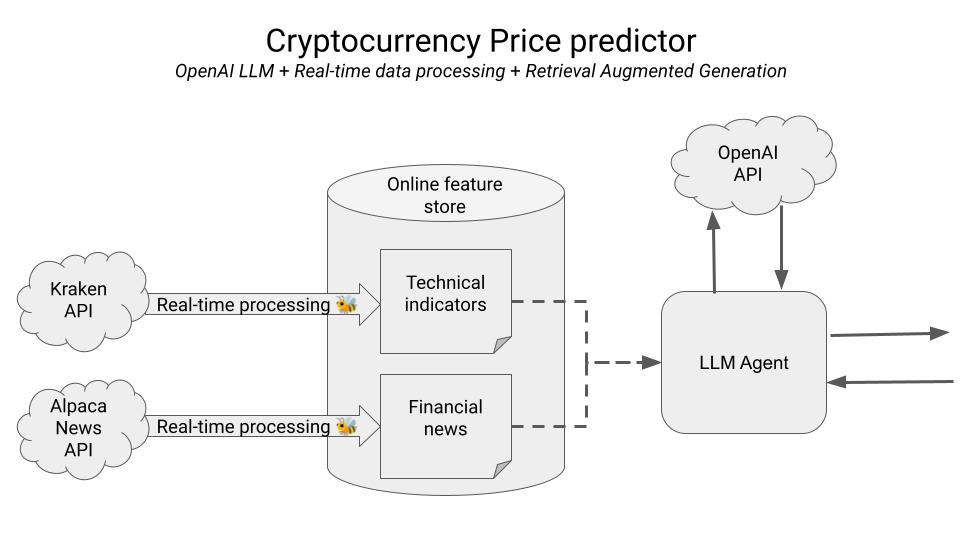 Cryptocurrency Price predictor
OpenAI LLM + Real-time data processing + Retrieval Augmented Generation
OpenAI
API
Online feature
store
Kraken
API
Real-time processing 🐝
Technical
indicators
LLM Agent
Alpaca
News
API
Real-time processing 🐝
Financial
news